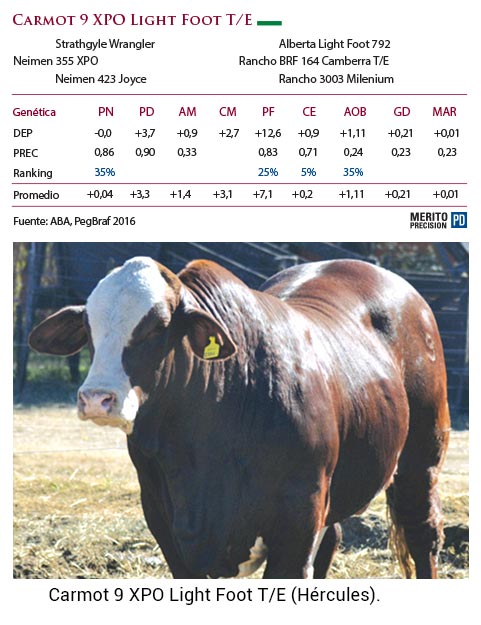 Carmot 9 XPO Light Foot T/E
Strathgyle Wrangler Alberta Light Foot 792
Neimen 355 XPO Rancho BRF 164 Camberra T/E
Neimen 423 Joyce Rancho 3003 Milenium
Genética PN PD AM CM PF CE AOB GD MAR
DEP -0,0 +3,7 +0,9 +2,7 +12,6 +0,9 +1,11 +0,21 +0,01
PREC 0,86 0,90 0,33 0,83 0,71 0,24 0,23 0,23
Ranking 35% 25% 5% 35%
Promedio +0,04 +3,3 +1,4 +3,1 +7,1 +0,2 +1,11 +0,21 +0,01
Fuente: ABA, PegBraf 2016
MERITO
PRECISION PD
Carmot 9 XPO Light Foot T/E (Hércules).